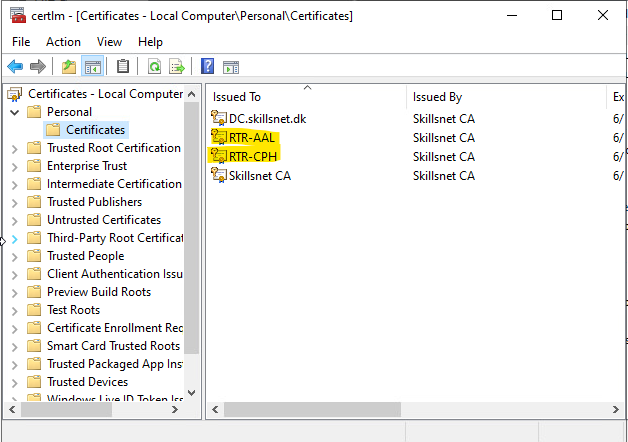 certlm - [Certificates - Local Computer\Personal\Certificates]
File Action View Help
Certificates - Local Computer
Personal
Certificates
Trusted Root Certification
Enterprise Trust
Intermediate Certification
Trusted Publishers
Untrusted Certificates
Third-Party Root Certificat
Trusted People
Client Authentication Issu
Preview Build Roots
Test Roots
Certificate Enrollment Req
Smart Card Trusted Roots
Trusted Packaged App Inst
Trusted Devices
Windows Live ID Token Iss
Issued To Issued By Ex
DC.skillsnet.dk Skillsnet CA 6/
RTR-AAL Skillsnet CA 6/
RTR-CPH Skillsnet CA 6/
Skillsnet CA Skillsnet CA 6/